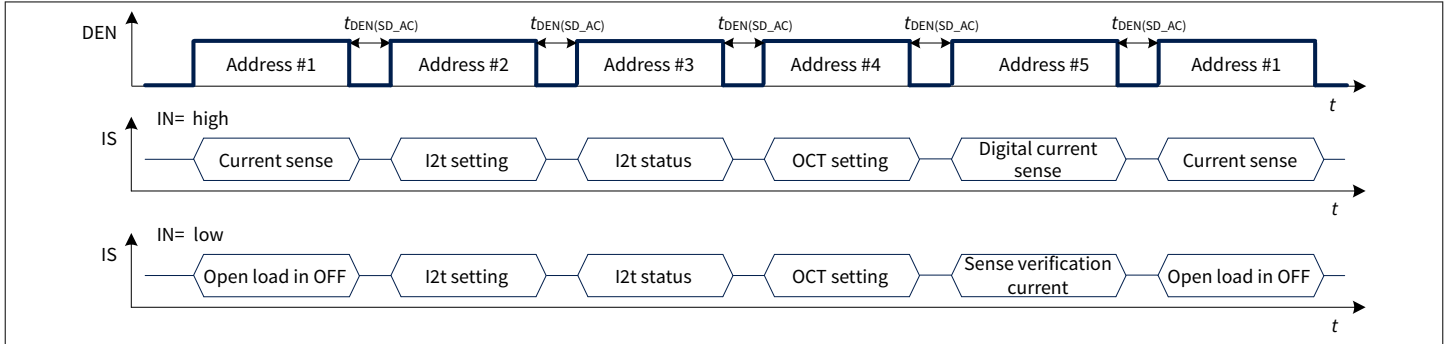 tDEN(SD_AC) tDEN(SD_AC) tDEN(SD_AC) tDEN(SD_AC) tDEN(SD_AC)
DEN
Address #1 Address #2 Address #3 Address #4 Address #5 Address #1
t
IN= high
IS
Current sense I2t setting I2t status OCT setting Digital current sense Current sense
t
IN= low
IS
Open load in OFF I2t setting I2t status OCT setting Sense verification current Open load in OFF
t